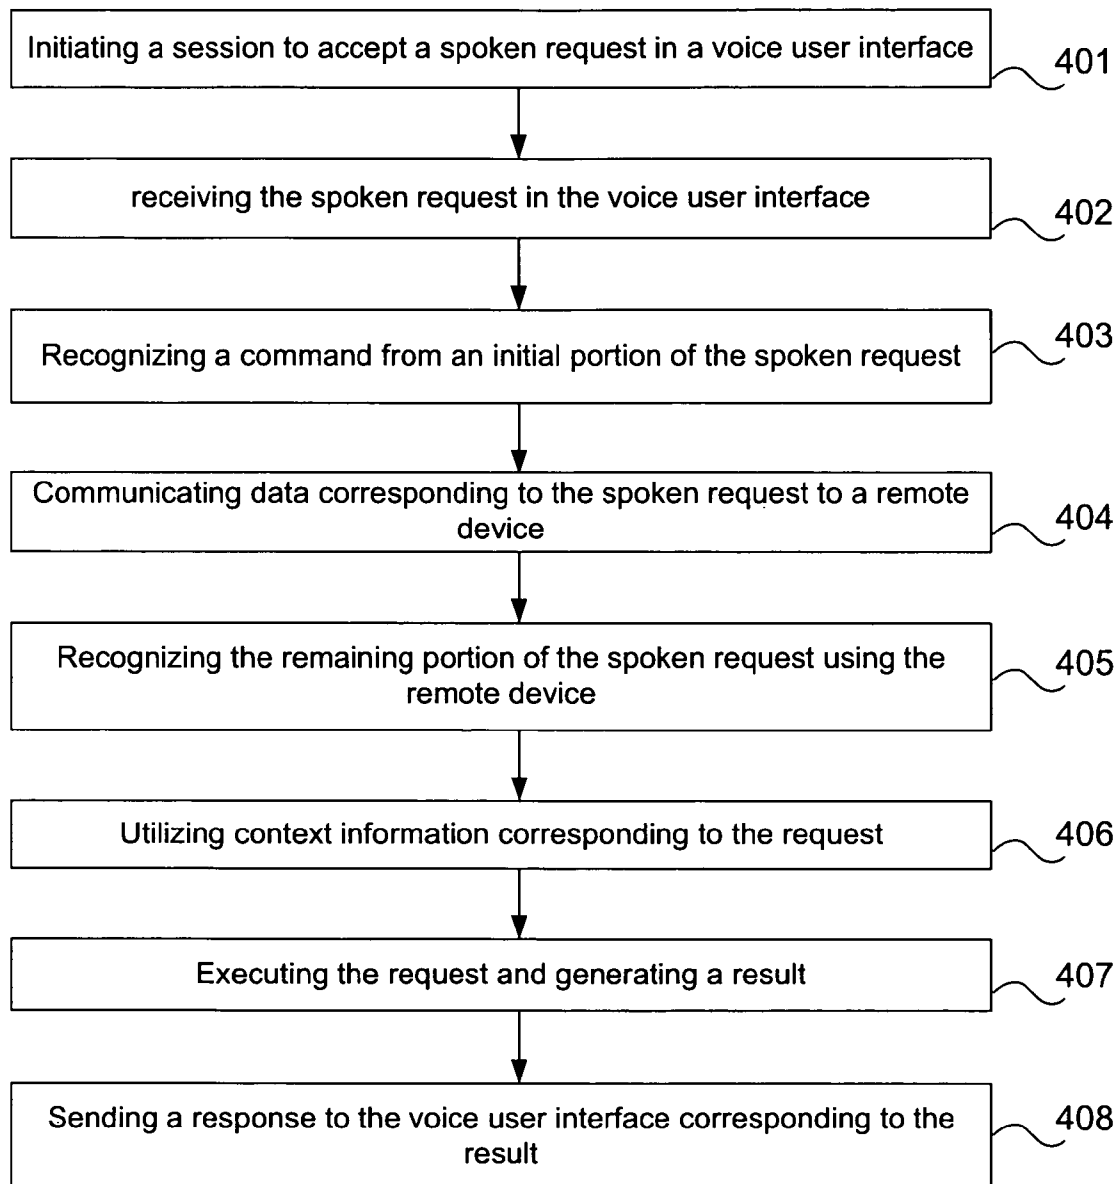 Initiating a session to accept a spoken request in a voice user interface
401
receiving the spoken request in the voice user interface
402
Recognizing a command from an initial portion of the spoken request
403
Communicating data corresponding to the spoken request to a remote
device
404
Recognizing the remaining portion of the spoken request using the
remote device
405
Utilizing context information corresponding to the request
406
Executing the request and generating a result
407
Sending a response to the voice user interface corresponding to the
result
408